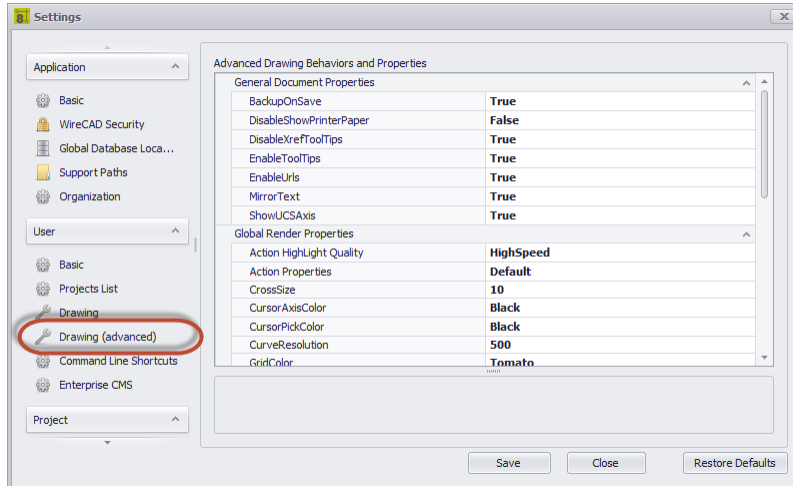 8 Settings
Application
Basic
WireCAD Security
Global Database Loca...
Support Paths
Organization
User
Basic
Projects List
Drawing
Drawing (advanced)
Command Line Shortcuts
Enterprise CMS
Project
Advanced Drawing Behaviors and Properties
General Document Properties
BackupOnSave True
DisableShowPrinterPaper False
DisableXrefToolTips True
EnableToolTips True
EnableUrls True
MirrorText True
ShowUCSAxis True
Global Render Properties
Action HighLight Quality HighSpeed
Action Properties Default
CrossSize 10
CursorAxisColor Black
CursorPickColor Black
CurveResolution 500
GridColor Tomato
Save Close Restore Defaults